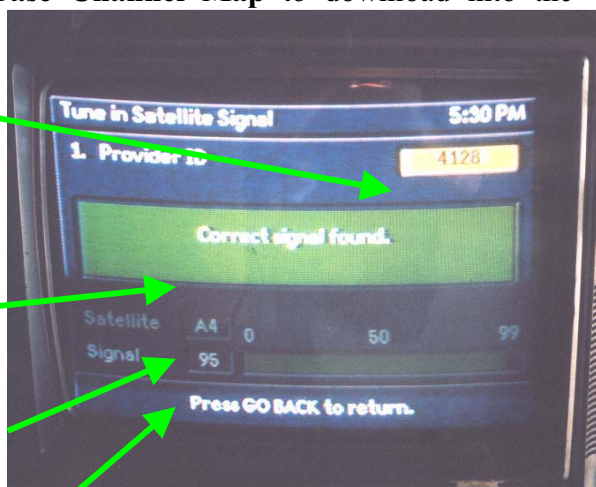 Channel Map to download into the
Tune in Satellite Signal 5:30 PM
1. Provider ID 4128
Correct signal found.
Satellite A4 0 50 99
Signal 95
Press GO BACK to return.